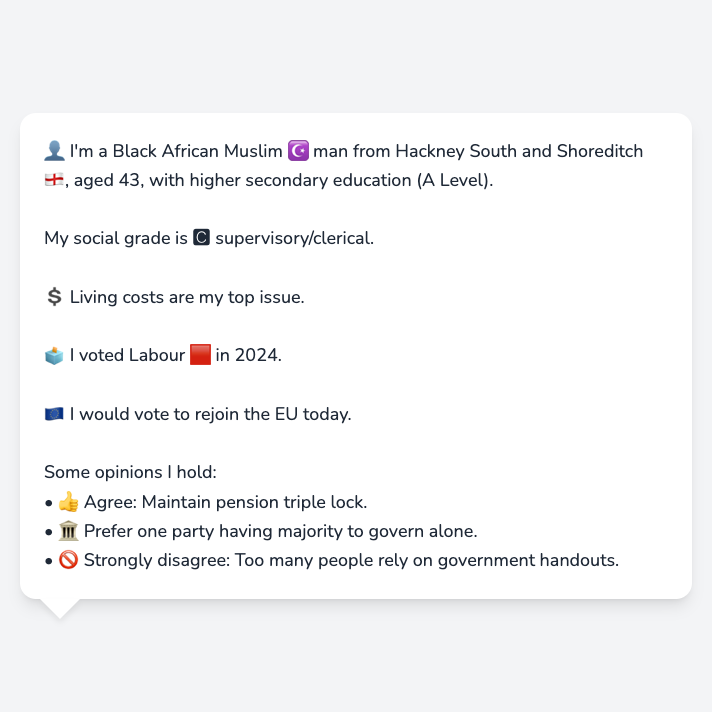 👤 I'm a Black African Muslim ☪️ man from Hackney South and Shoreditch
🏴󠁧󠁢󠁥󠁮󠁧󠁿, aged 43, with higher secondary education (A Level).
My social grade is 🅲 supervisory/clerical.
💲 Living costs are my top issue.
🗳️ I voted Labour 🟥 in 2024.
🇪🇺 I would vote to rejoin the EU today.
Some opinions I hold:
• 👍 Agree: Maintain pension triple lock.
• 🏛️ Prefer one party having majority to govern alone.
• 🚫 Strongly disagree: Too many people rely on government handouts.